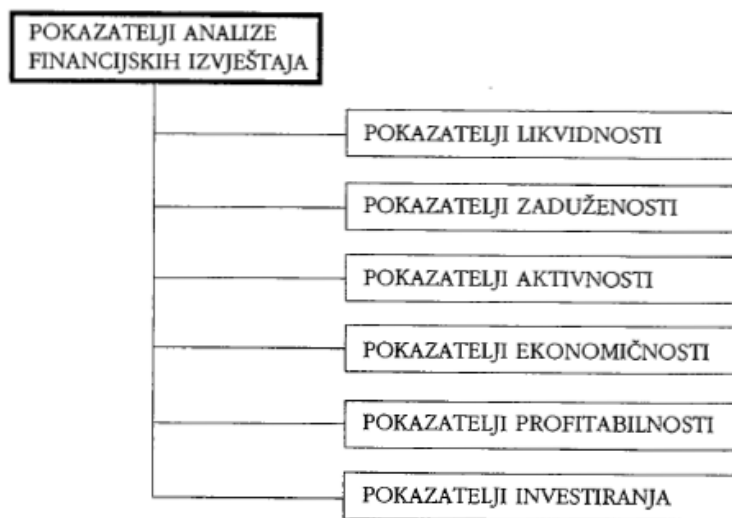 POKAZATELJI ANALIZE
FINANCIJSKIH IZVJEŠTAJA
POKAZATELJI LIKVIDNOSTI
POKAZATELJI ZADUŽENOSTI
POKAZATELJI AKTIVNOSTI
POKAZATELJI EKONOMIČNOSTI
POKAZATELJI PROFITABILNOSTI
POKAZATELJI INVESTIRANJA